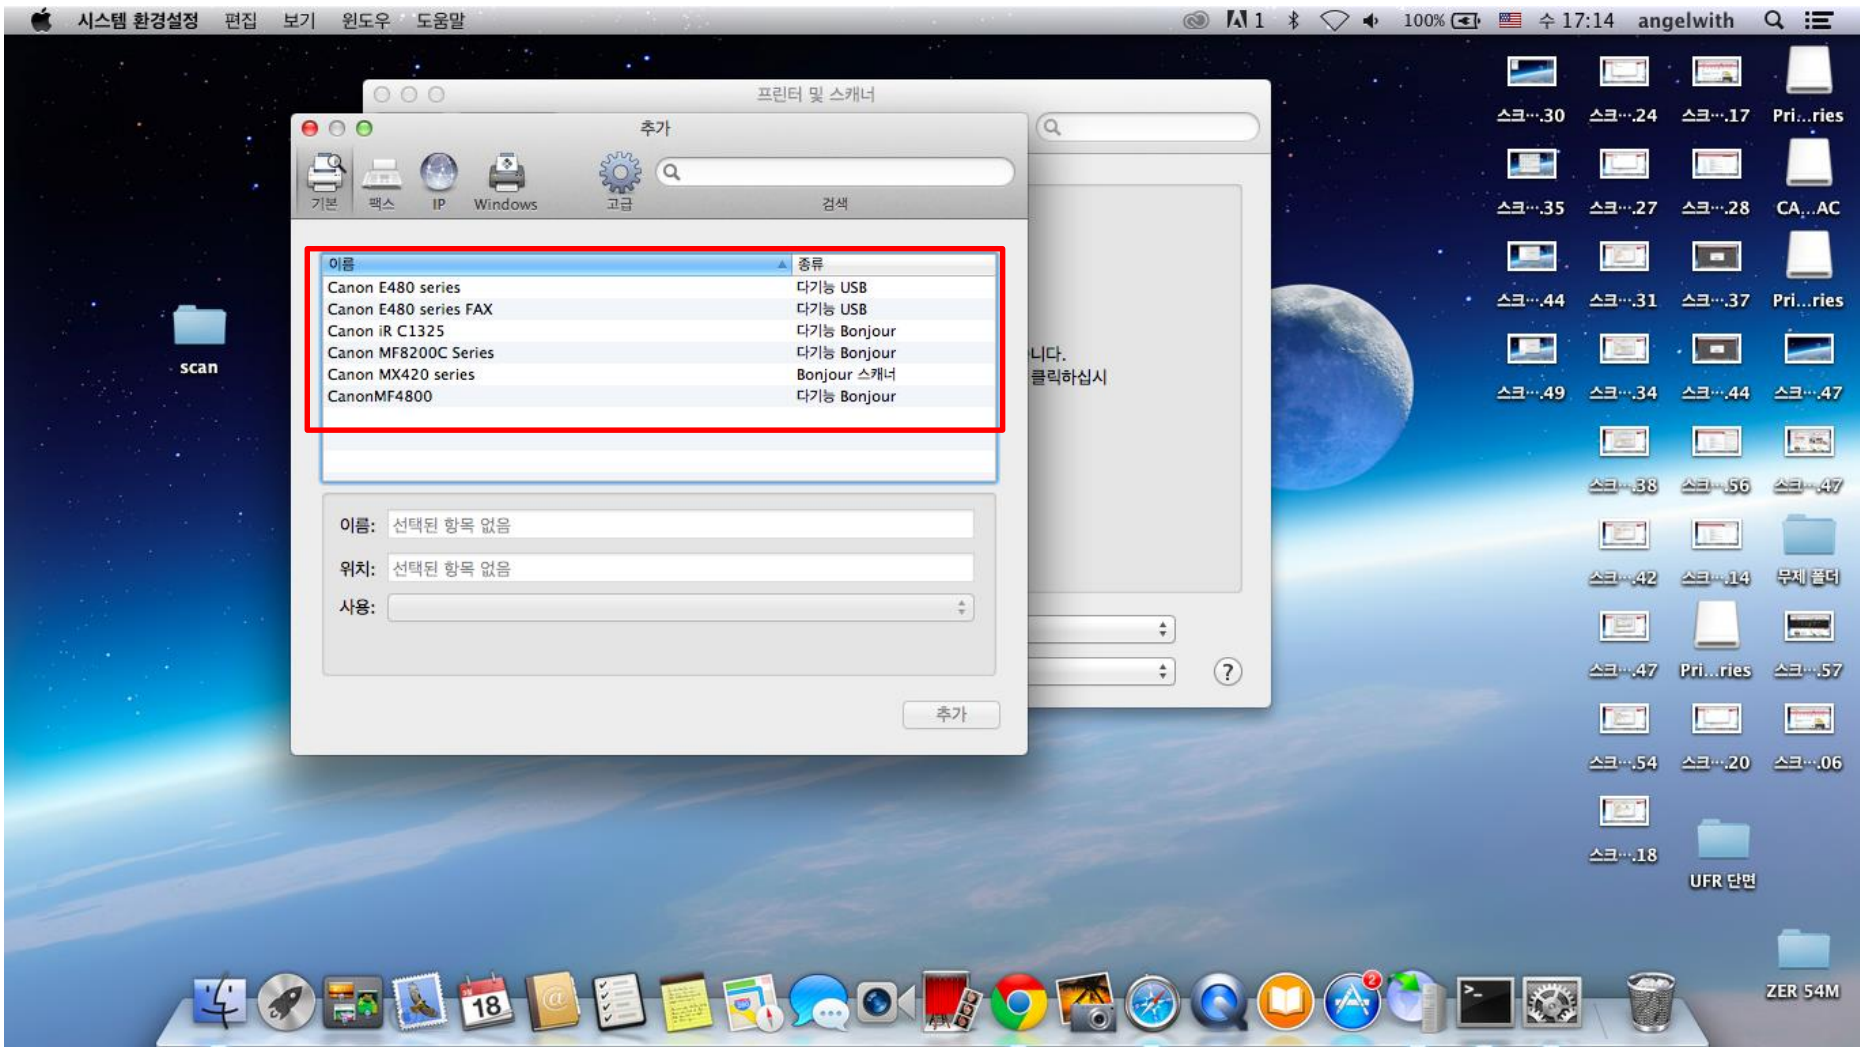 시스템 환경설정 편집 보기 윈도우 도움말 1 100% 수 17:14 angelwith
프린터 및 스캐너
추가
기본 팩스 IP Windows 고급 검색
이름 종류
Canon E480 series 다기능 USB
Canon E480 series FAX 다기능 USB
Canon iR C1325 다기능 Bonjour
Canon MF8200C Series 다기능 Bonjour
Canon MX420 series Bonjour 스캐너
CanonMF4800 다기능 Bonjour
니다.
클릭하십시
이름: 선택된 항목 없음
위치: 선택된 항목 없음
사용:
추가
?
scan
스크···.30 스크···.24 스크···.17 Pri...ries
스크···.35 스크···.27 스크···.28 CA...AC
스크···.44 스크···.31 스크···.37 Pri...ries
스크···.49 스크···.34 스크···.44 스크···.47
스크···.38 스크···.56 스크···.47
스크···.42 스크···.14 무제 폴더
스크···.47 Pri...ries 스크···.57
스크···.54 스크···.20 스크···.06
스크···.18
UFR 단면
ZER 54M
18
2